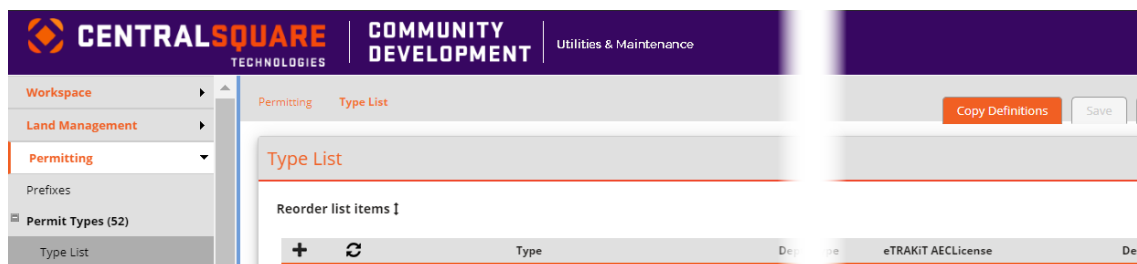 CENTRALSQUARE
TECHNOLOGIES
COMMUNITY
DEVELOPMENT
Utilities & Maintenance
Workspace
Land Management
Permitting
Prefixes
Permit Types (52)
Type List
Permitting Type List
Copy Definitions Save
Type List
Reorder list items
Type eTRAKiT AECLicense